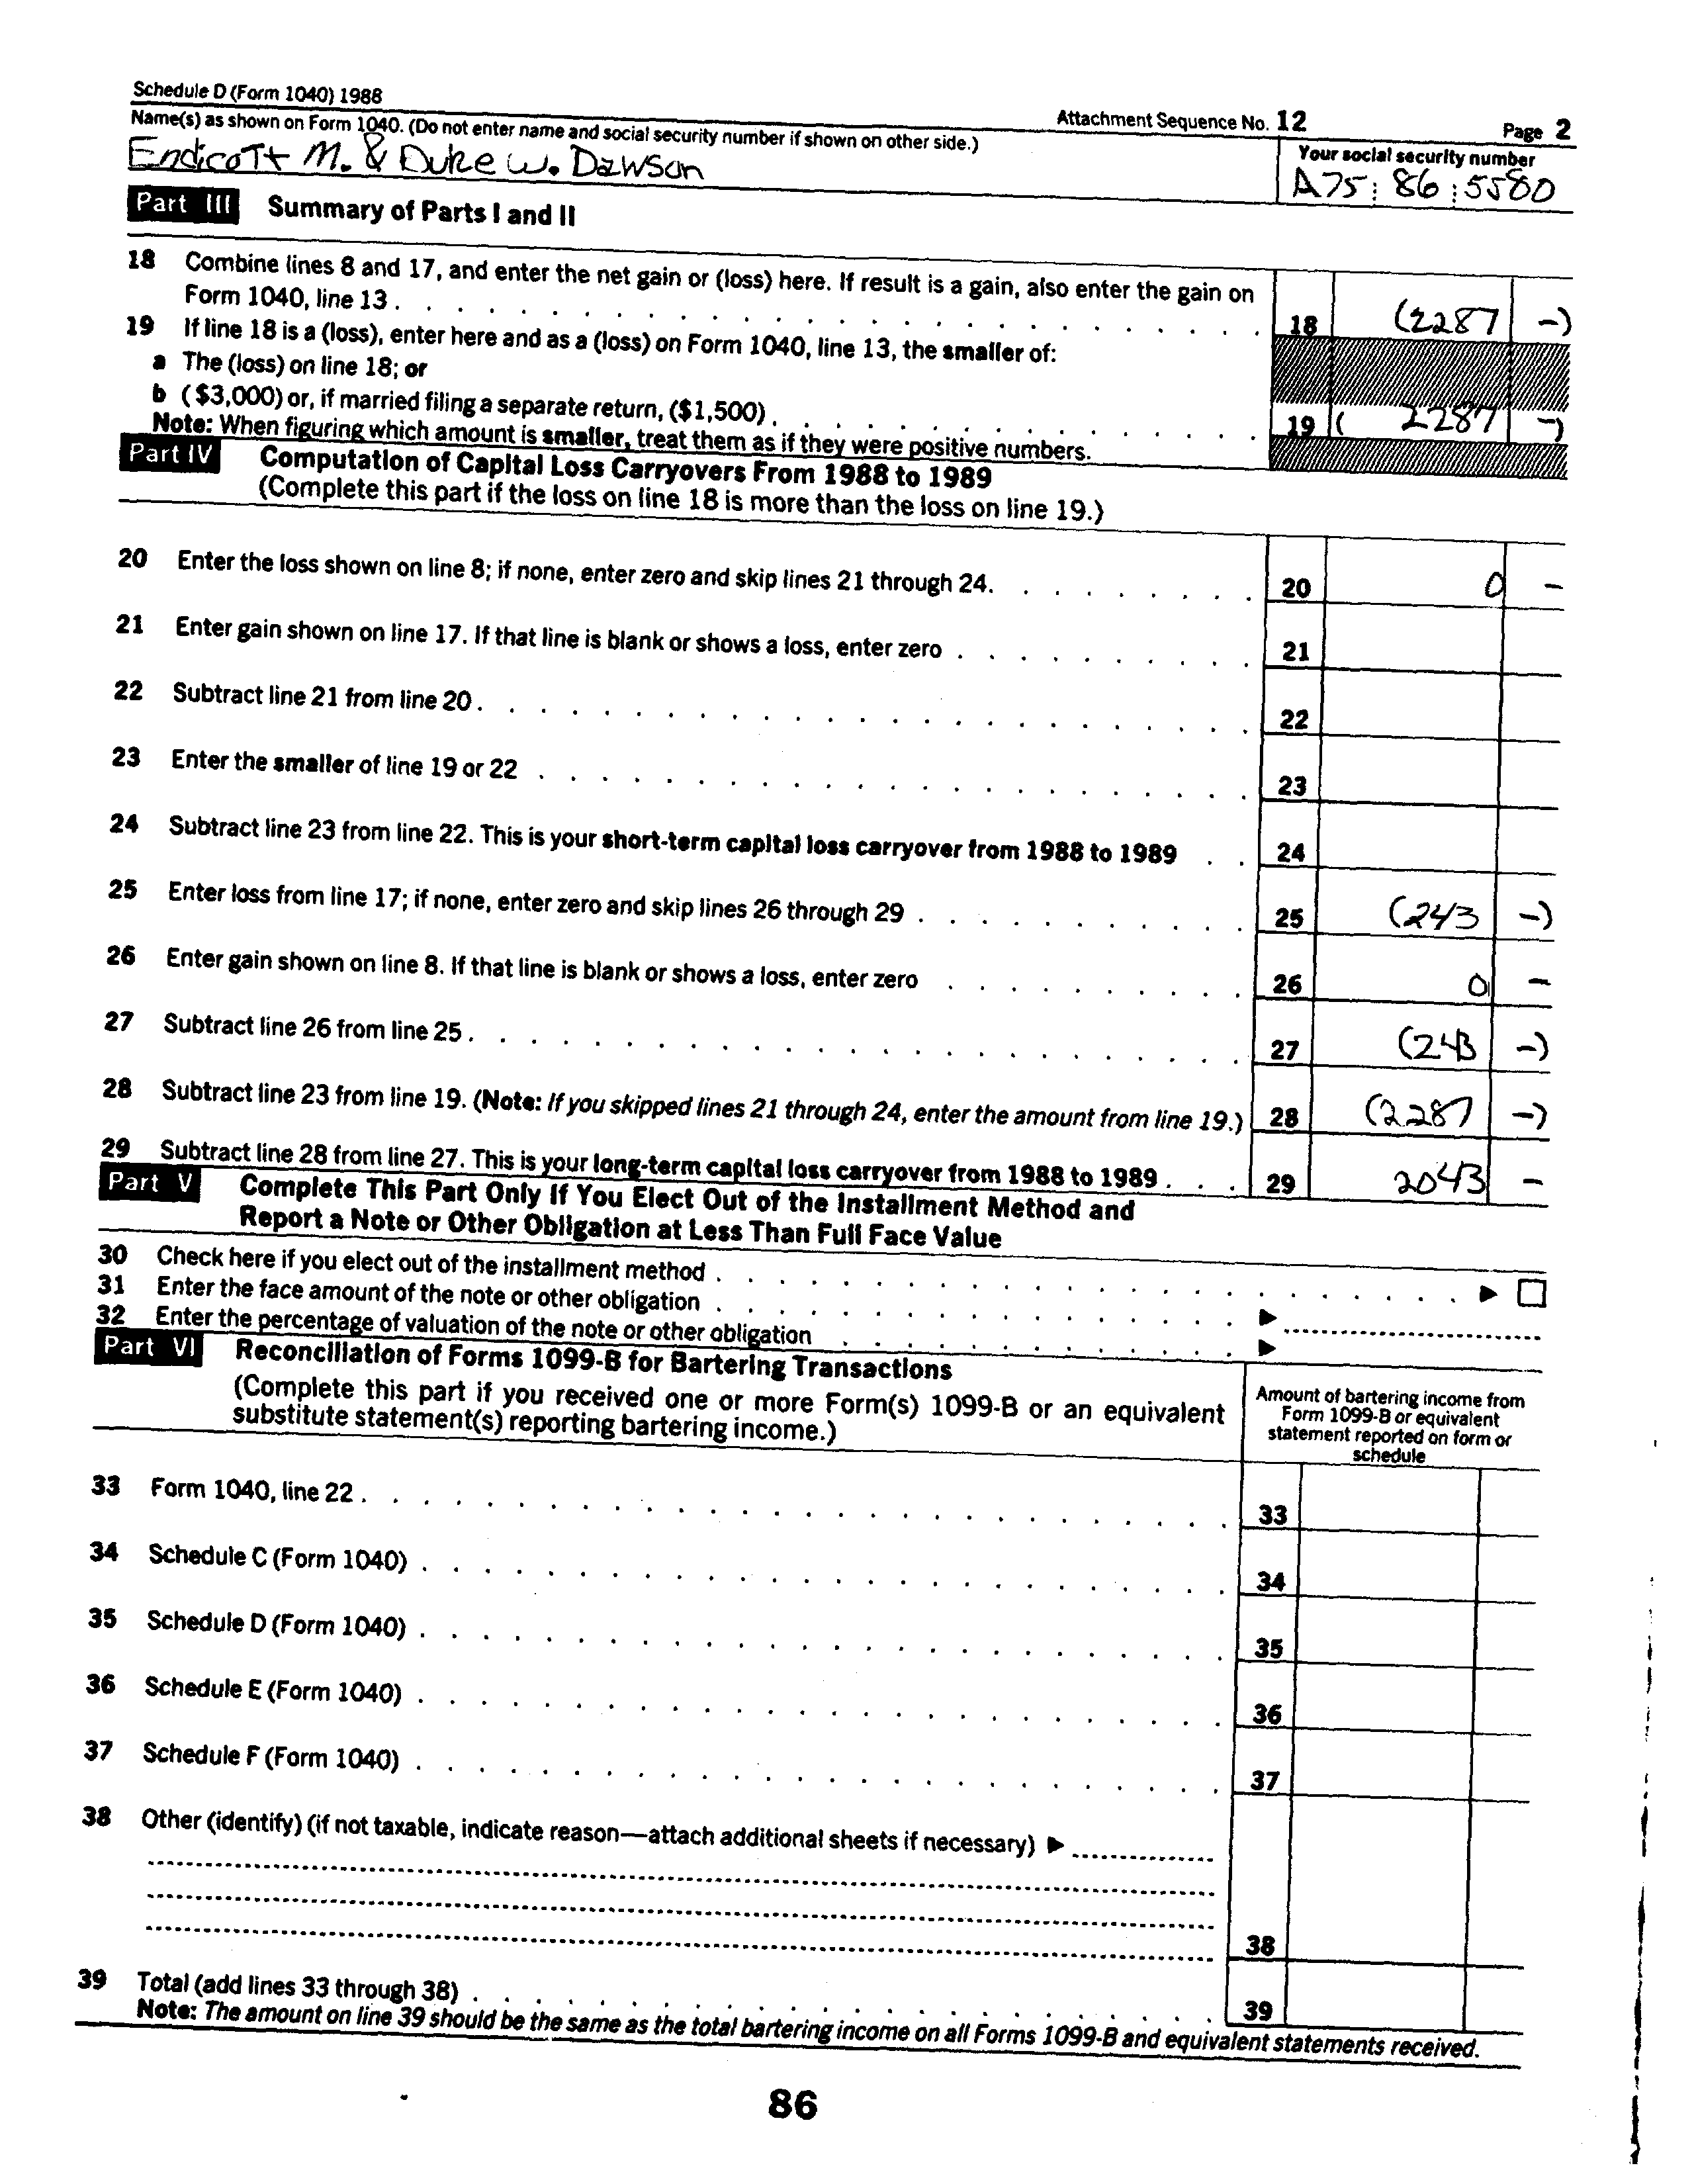 Schedule D (Form 1040) 1988
Attachment Sequence No. 12
Page 2
Name(s) as shown on Form 1040. (Do not enter name and social security number if shown on other side.)
Your social security number
Endicott M. & Duke W. Dawson
A75 : 86 : 5580
Part III Summary of Parts I and II
18 Combine lines 8 and 17, and enter the net gain or (loss) here. If result is a gain, also enter the gain on
Form 1040, line 13 . 18 (2287 -)
19 If line 18 is a (loss), enter here and as a (loss) on Form 1040, line 13, the smaller of:
a The (loss) on line 18; or
b ($3,000) or, if married filing a separate return, ($1,500) . 19 ( 2287 -)
Note: When figuring which amount is smaller, treat them as if they were positive numbers.
Part IV Computation of Capital Loss Carryovers From 1988 to 1989
(Complete this part if the loss on line 18 is more than the loss on line 19.)
20 Enter the loss shown on line 8; if none, enter zero and skip lines 21 through 24. 20 0 -
21 Enter gain shown on line 17. If that line is blank or shows a loss, enter zero . 21
22 Subtract line 21 from line 20 . 22
23 Enter the smaller of line 19 or 22 . 23
24 Subtract line 23 from line 22. This is your short-term capital loss carryover from 1988 to 1989 . 24
25 Enter loss from line 17; if none, enter zero and skip lines 26 through 29 . 25 (243 -)
26 Enter gain shown on line 8. If that line is blank or shows a loss, enter zero . 26 0 -
27 Subtract line 26 from line 25 . 27 (243 -)
28 Subtract line 23 from line 19. (Note: If you skipped lines 21 through 24, enter the amount from line 19.) 28 (2287 -)
29 Subtract line 28 from line 27. This is your long-term capital loss carryover from 1988 to 1989 . 29 2043 -
Part V Complete This Part Only If You Elect Out of the Installment Method and
Report a Note or Other Obligation at Less Than Full Face Value
30 Check here if you elect out of the installment method . ▶ □
31 Enter the face amount of the note or other obligation . ▶
32 Enter the percentage of valuation of the note or other obligation . ▶
Part VI Reconciliation of Forms 1099-B for Bartering Transactions
(Complete this part if you received one or more Form(s) 1099-B or an equivalent
substitute statement(s) reporting bartering income.)
Amount of bartering income from
Form 1099-B or equivalent
statement reported on form or
schedule
33 Form 1040, line 22 . 33
34 Schedule C (Form 1040) . 34
35 Schedule D (Form 1040) . 35
36 Schedule E (Form 1040) . 36
37 Schedule F (Form 1040) . 37
38 Other (identify) (if not taxable, indicate reason—attach additional sheets if necessary) ▶
38
39 Total (add lines 33 through 38) . 39
Note: The amount on line 39 should be the same as the total bartering income on all Forms 1099-B and equivalent statements received.
86